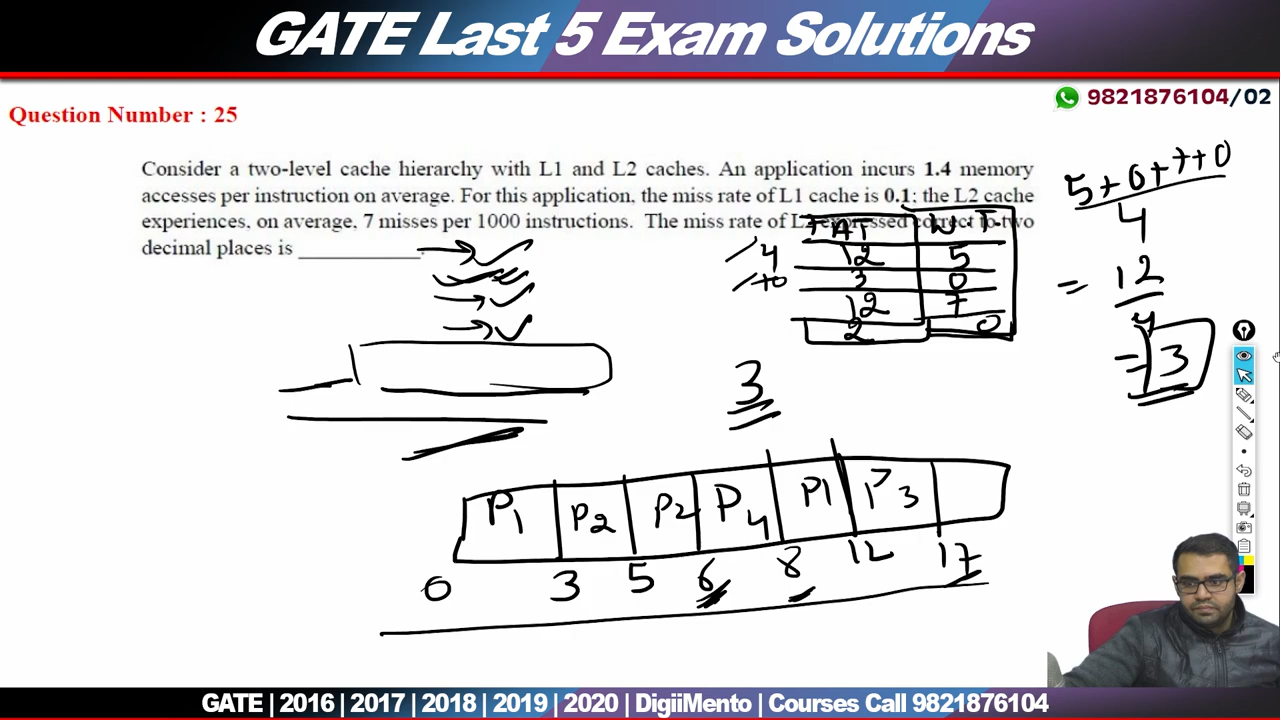 GATE Last 5 Exam Solutions
9821876104/02
Question Number : 25
Consider a two-level cache hierarchy with L1 and L2 caches. An application incurs 1.4 memory
accesses per instruction on average. For this application, the miss rate of L1 cache is 0.1; the L2 cache
experiences, on average, 7 misses per 1000 instructions. The miss rate of L2 expressed correct to two
decimal places is ____________.
5+0+7+0
4
= 12
4
= 3
TAT W.T.
4 12 5
3 0
12 7
2 0
3
P1 P2 P2 P4 P1 P3
0 3 5 6 8 12 17
GATE | 2016 | 2017 | 2018 | 2019 | 2020 | DigiiMento | Courses Call 9821876104